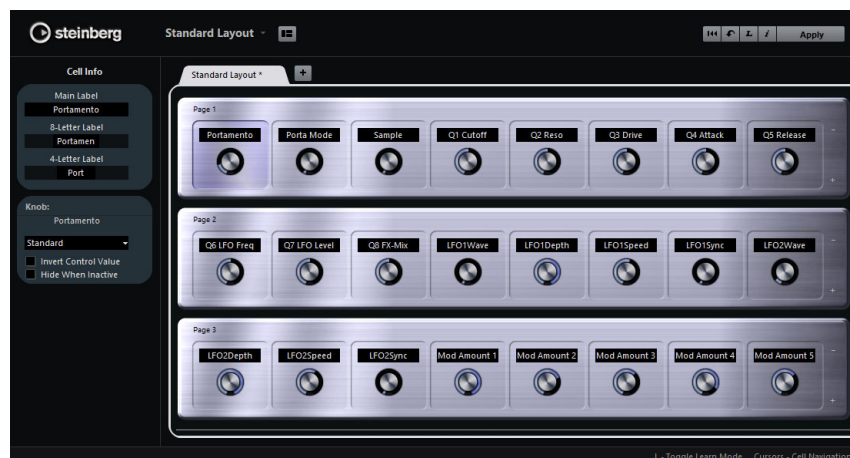 steinberg
Standard Layout
L i Apply
Cell Info
Main Label
Portamento
8-Letter Label
Portamen
4-Letter Label
Port
Knob:
Portamento
Standard
Invert Control Value
Hide When Inactive
Standard Layout *
+
Page 1
Portamento Porta Mode Sample Q1 Cutoff Q2 Reso Q3 Drive Q4 Attack Q5 Release
Page 2
Q6 LFO Freq Q7 LFO Level Q8 FX-Mix LFO1Wave LFO1Depth LFO1Speed LFO1Sync LFO2Wave
Page 3
LFO2Depth LFO2Speed LFO2Sync Mod Amount 1 Mod Amount 2 Mod Amount 3 Mod Amount 4 Mod Amount 5
L - Toggle Learn Mode Cursors - Cell Navigation